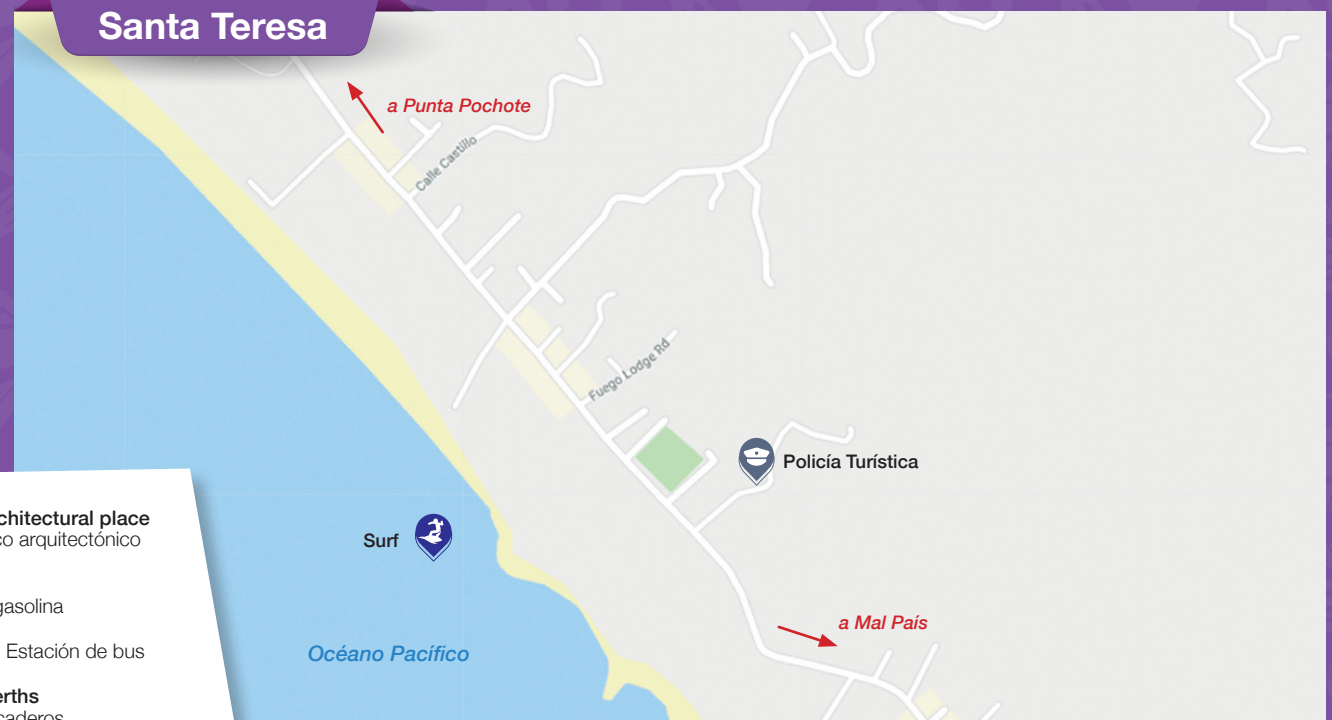 Santa Teresa
a Punta Pochote
Calle Castillo
Fuego Lodge Rd
Policía Turística
Surf
a Mal País
Océano Pacífico
chitectural place
co arquitectónico
gasolina
Estación de bus
erths
caderos